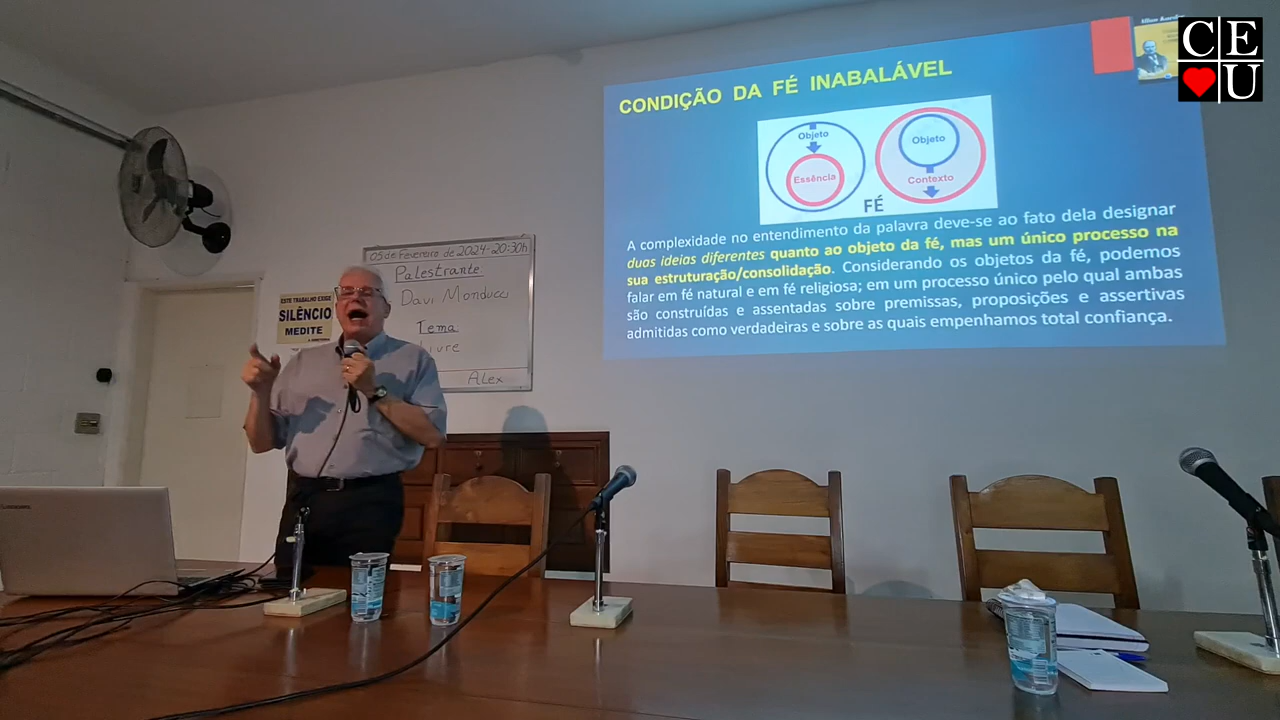 CONDIÇÃO DA FÉ INABALÁVEL
Objeto
Essência
Objeto
Contexto
FÉ
A complexidade no entendimento da palavra deve-se ao fato dela designar
duas ideias diferentes quanto ao objeto da fé, mas um único processo na
sua estruturação/consolidação. Considerando os objetos da fé, podemos
falar em fé natural e em fé religiosa; em um processo único pelo qual ambas
são construídas e assentadas sobre premissas, proposições e assertivas
admitidas como verdadeiras e sobre as quais empenhamos total confiança.
CE
U
05 de Fevereiro de 2024-20:30h
Palestrante
Davi Monducci
Tema
Livre
Alex
ESTE TRABALHO EXIGE
SILÊNCIO
MEDITE